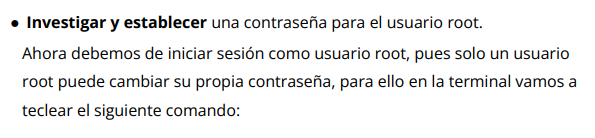 ● Investigar y establecer una contraseña para el usuario root.
Ahora debemos de iniciar sesión como usuario root, pues solo un usuario
root puede cambiar su propia contraseña, para ello en la terminal vamos a
teclear el siguiente comando: